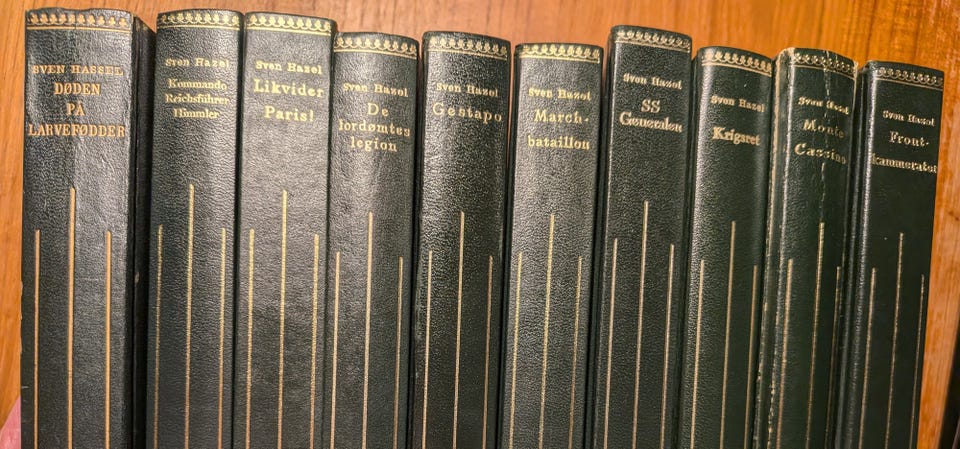 SVEN HASSEL
DØDEN
PÅ
LARVEFØDDER
Sven Hazel
Kommando
Reichsführer
Himmler
Sven Hazel
Likvider
Paris!
Sven Hazel
De
fordømtes
legion
Sven Hazel
Gestapo
Sven Hazel
March-
bataillon
Sven Hazel
SS
Generalen
Sven Hazel
Krigsret
Sven Hazel
Monte
Cassino
Sven Hazel
Front-
kammerater